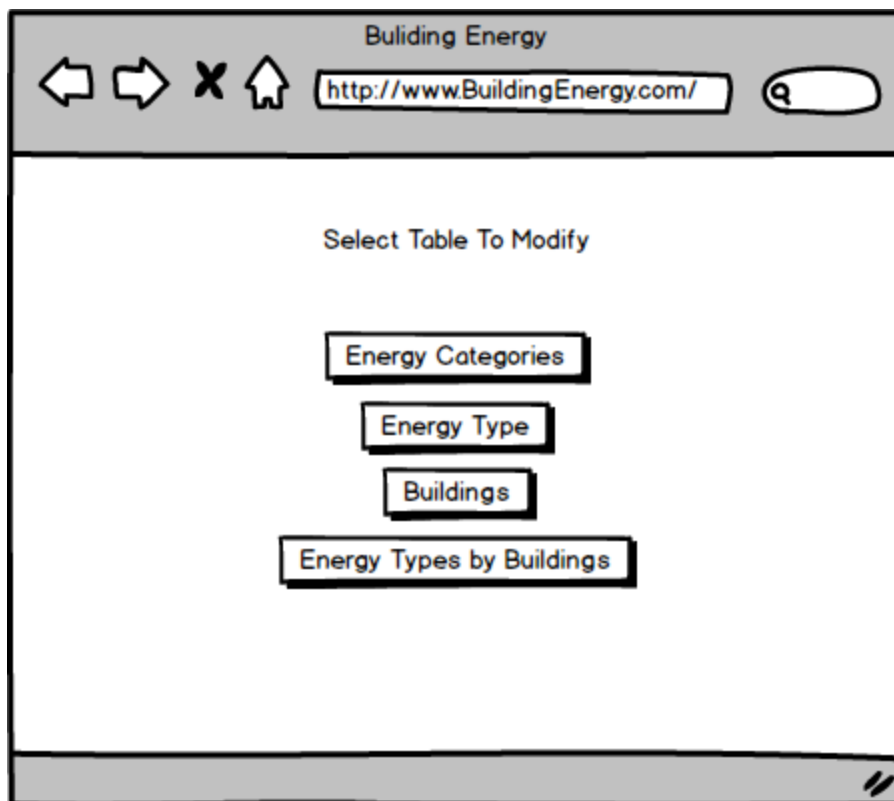 Buliding Energy
http://www.BuildingEnergy.com/
Select Table To Modify
Energy Categories
Energy Type
Buildings
Energy Types by Buildings